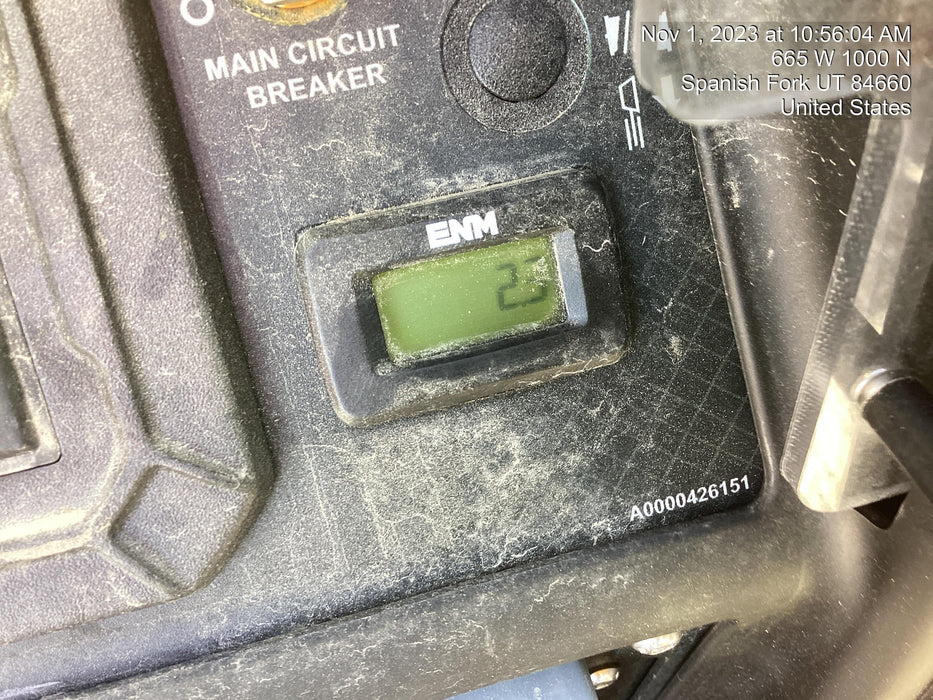 Nov 1, 2023 at 10:56:04 AM
665 W 1000 N
Spanish Fork UT 84660
United States
MAIN CIRCUIT
BREAKER
ENM
A0000426151